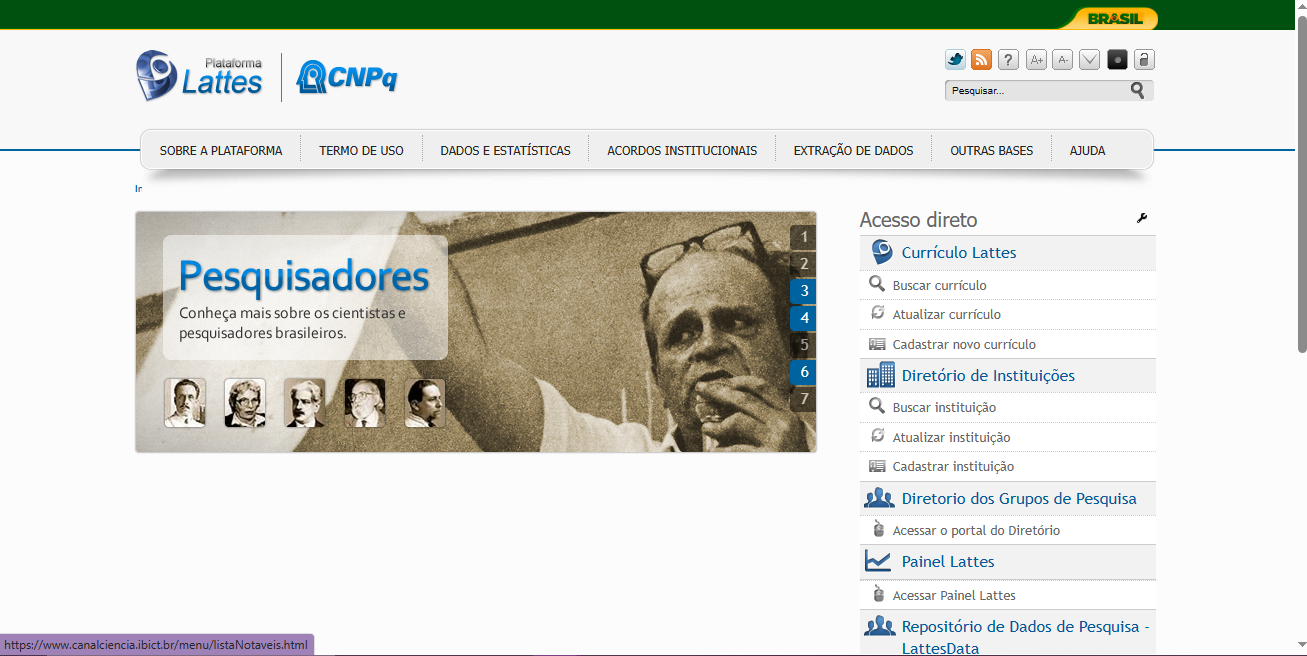 BRASIL
Plataforma
Lattes
CNPq
A+
A-
Pesquisar...
SOBRE A PLATAFORMA
TERMO DE USO
DADOS E ESTATÍSTICAS
ACORDOS INSTITUCIONAIS
EXTRAÇÃO DE DADOS
OUTRAS BASES
AJUDA
Pesquisadores
Conheça mais sobre os cientistas e
pesquisadores brasileiros.
1
2
3
4
5
6
7
Acesso direto
Currículo Lattes
Buscar currículo
Atualizar currículo
Cadastrar novo currículo
Diretório de Instituições
Buscar instituição
Atualizar instituição
Cadastrar instituição
Diretorio dos Grupos de Pesquisa
Acessar o portal do Diretório
Painel Lattes
Acessar Painel Lattes
Repositório de Dados de Pesquisa -
LattesData
https://www.canalciencia.ibict.br/menu/listaNotaveis.html